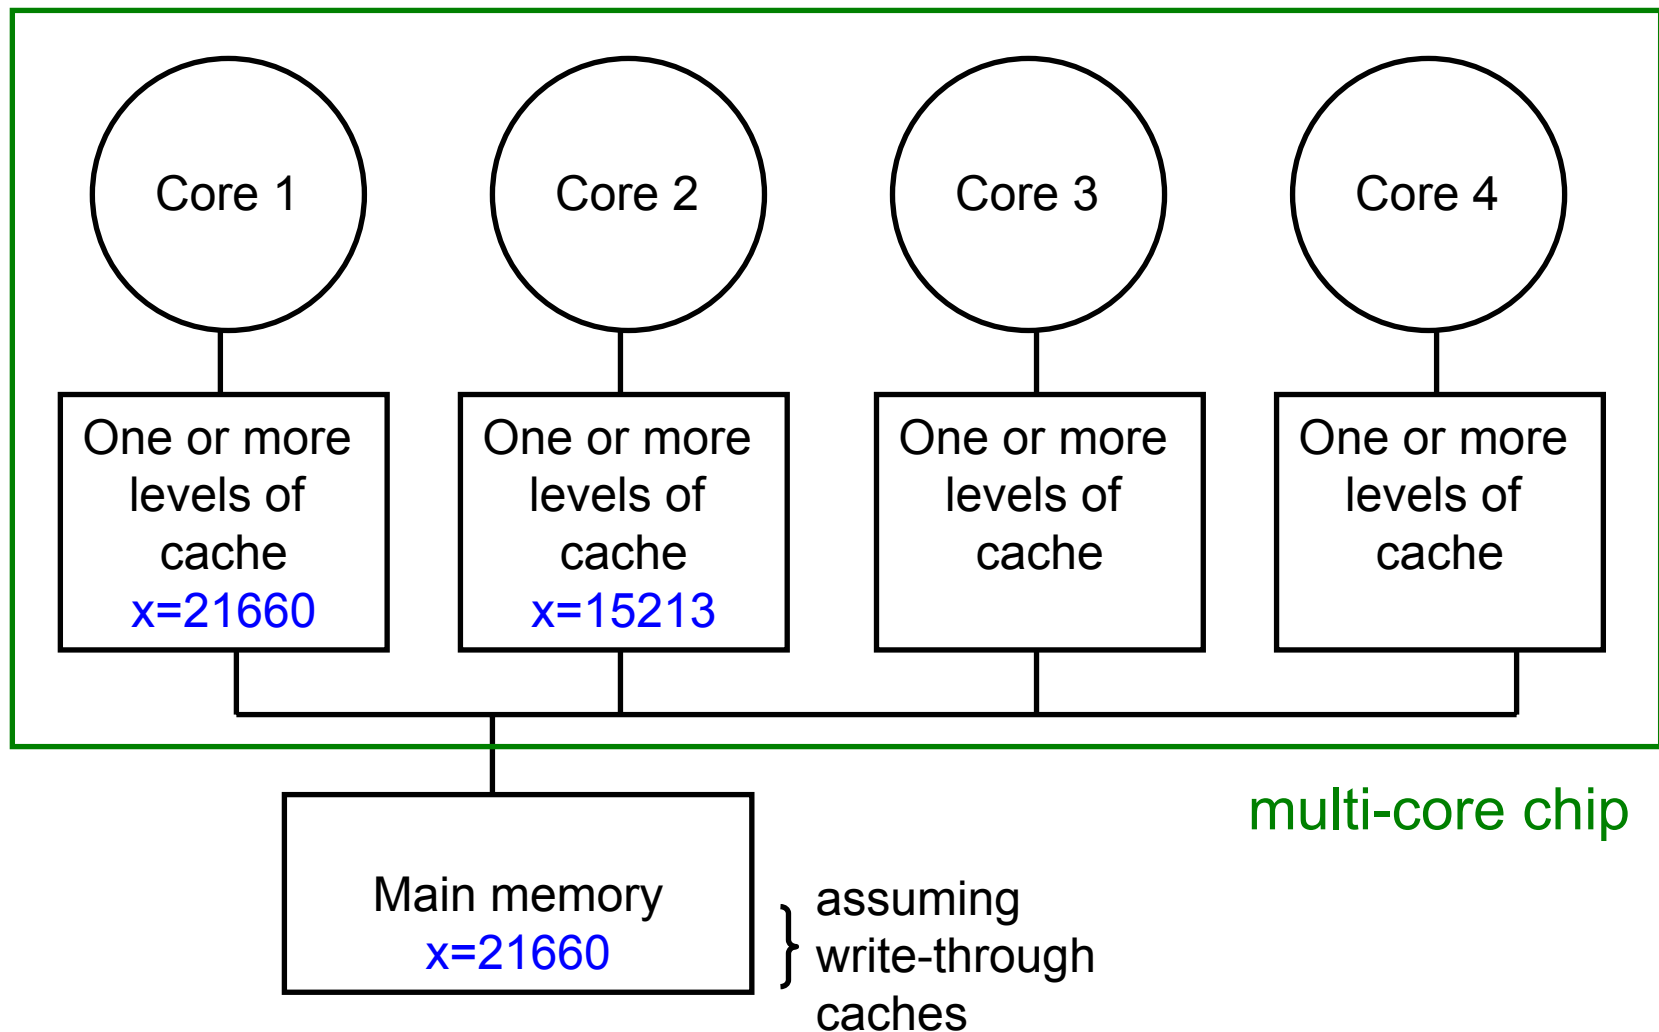 Core 1
Core 2
Core 3
Core 4
One or more
levels of
cache
x=21660
One or more
levels of
cache
x=15213
One or more
levels of
cache
One or more
levels of
cache
multi-core chip
Main memory
x=21660
assuming
write-through
caches